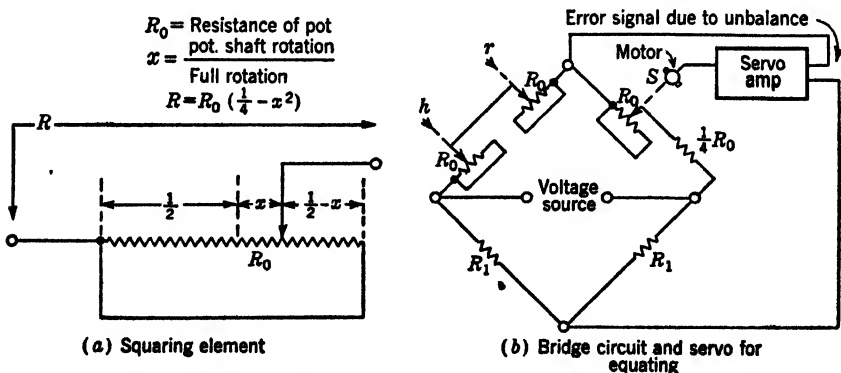 R₀ = Resistance of pot
x = pot. shaft rotation
Full rotation
R = R₀ (1/4 − x²)
R
1/2
x
1/2 − x
R₀
(a) Squaring element
Error signal due to unbalance
Motor
Servo
amp
S
r
R₀
R₀
h
R₀
1/4 R₀
Voltage
source
R₁
R₁
(b) Bridge circuit and servo for
equating